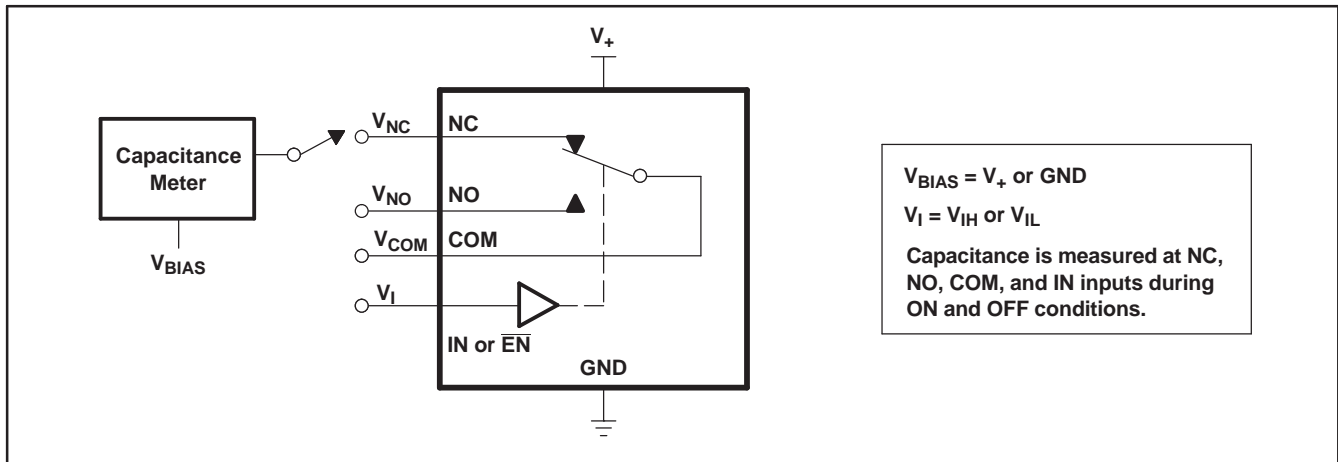 V+
Capacitance
Meter
VBIAS
VNC
NC
VNO
NO
VCOM
COM
VI
IN or E̅N̅
GND
VBIAS = V+ or GND
VI = VIH or VIL
Capacitance is measured at NC,
NO, COM, and IN inputs during
ON and OFF conditions.